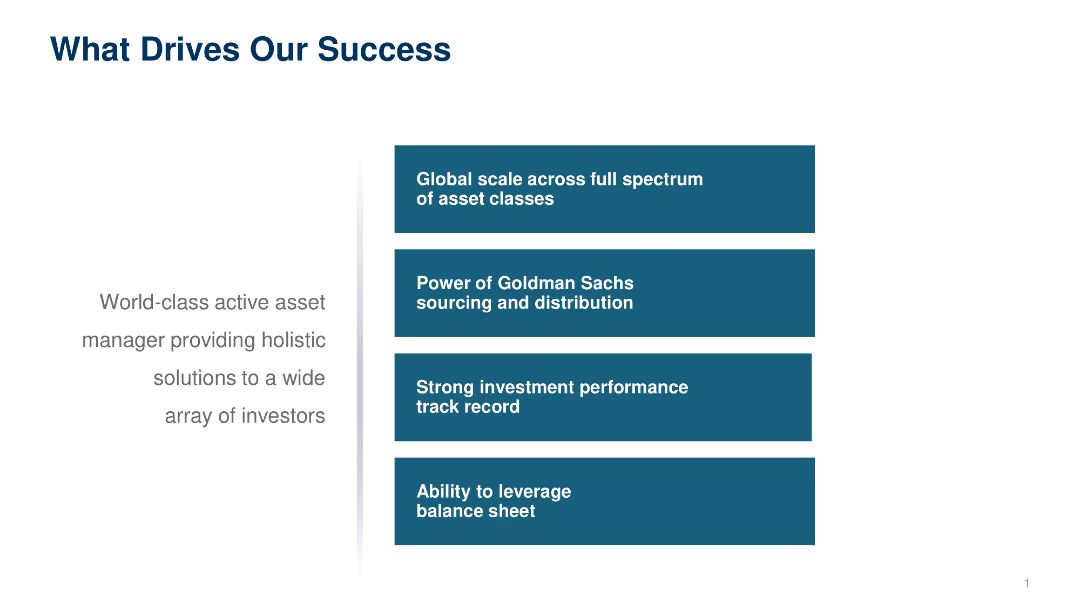 What Drives Our Success
World-class active asset
manager providing holistic
solutions to a wide
array of investors
Global scale across full spectrum
of asset classes
Power of Goldman Sachs
sourcing and distribution
Strong investment performance
track record
Ability to leverage
balance sheet
1